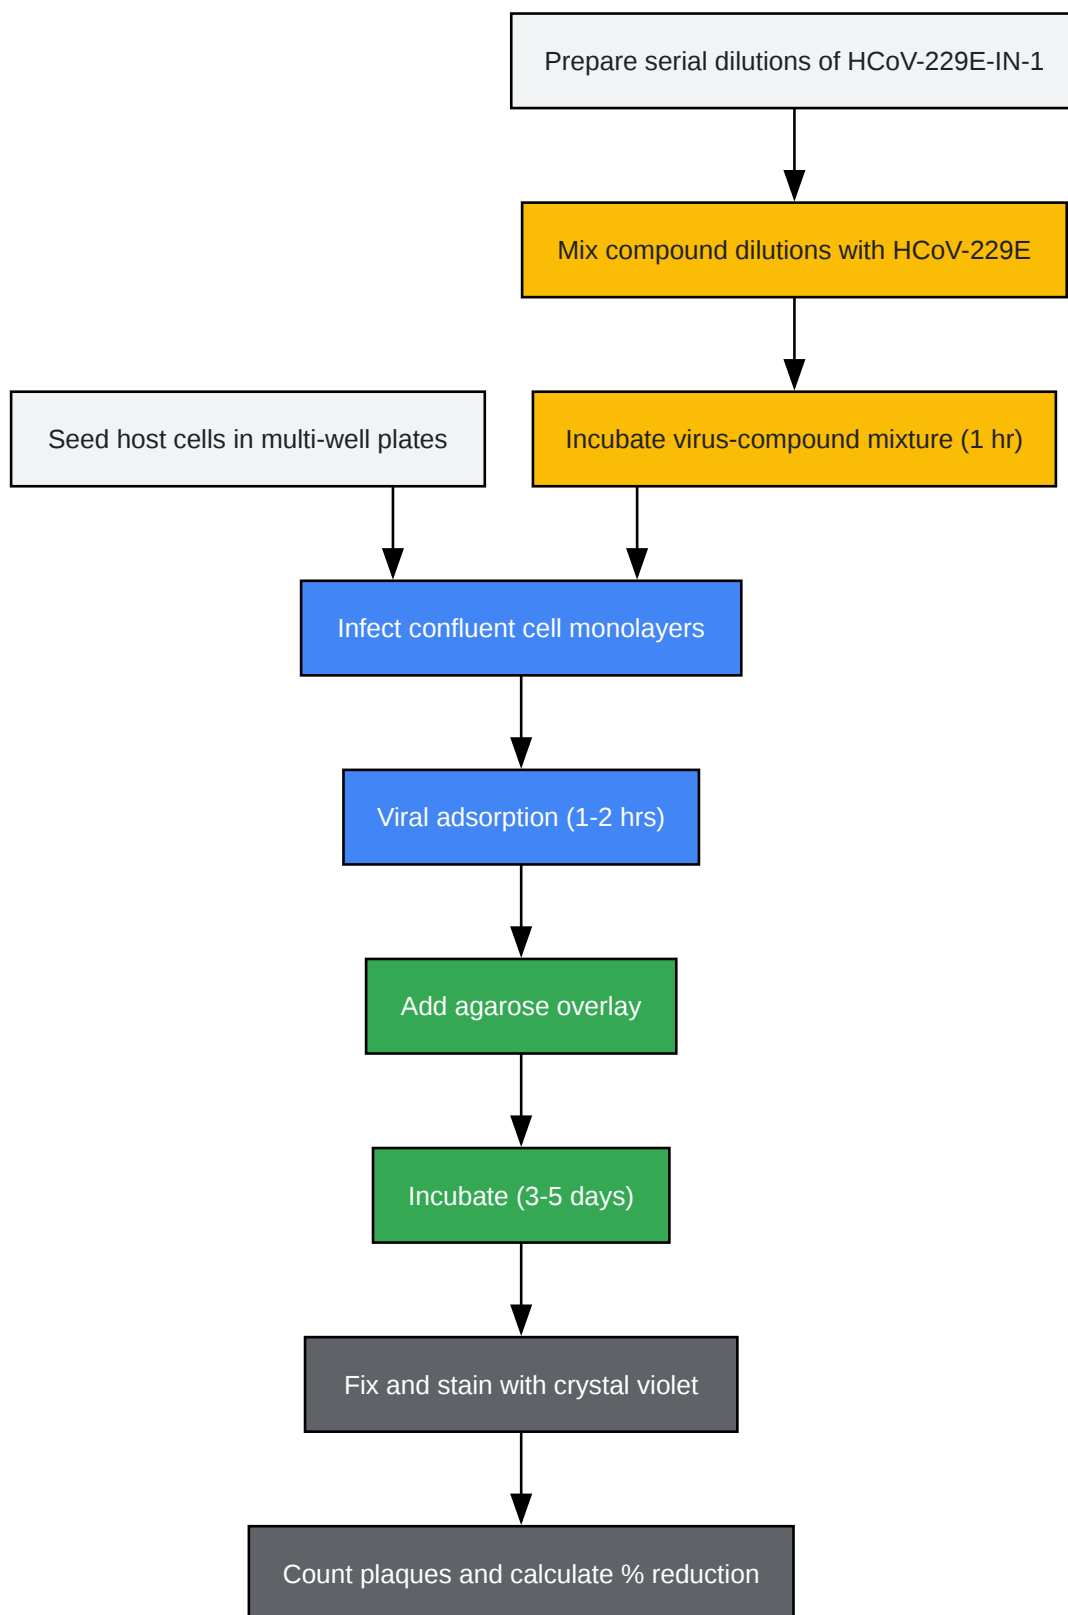 Prepare serial dilutions of HCoV-229E-IN-1
Mix compound dilutions with HCoV-229E
Seed host cells in multi-well plates
Incubate virus-compound mixture (1 hr)
Infect confluent cell monolayers
Viral adsorption (1-2 hrs)
Add agarose overlay
Incubate (3-5 days)
Fix and stain with crystal violet
Count plaques and calculate % reduction